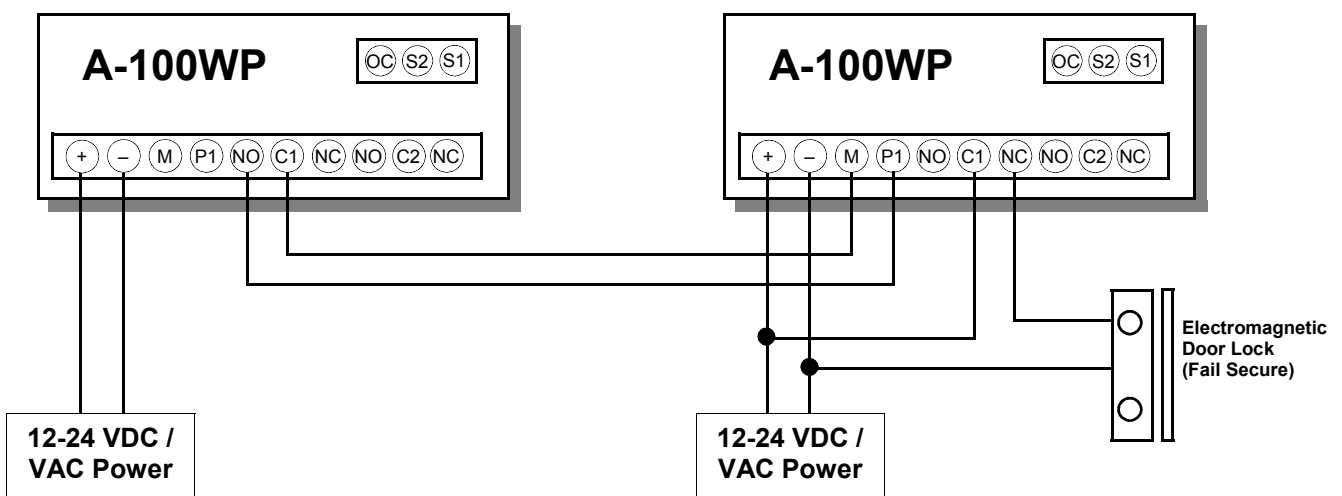 A-100WP
OC S2 S1
+ – M P1 NO C1 NC NO C2 NC
12-24 VDC /
VAC Power
A-100WP
OC S2 S1
+ – M P1 NO C1 NC NO C2 NC
12-24 VDC /
VAC Power
Electromagnetic
Door Lock
(Fail Secure)